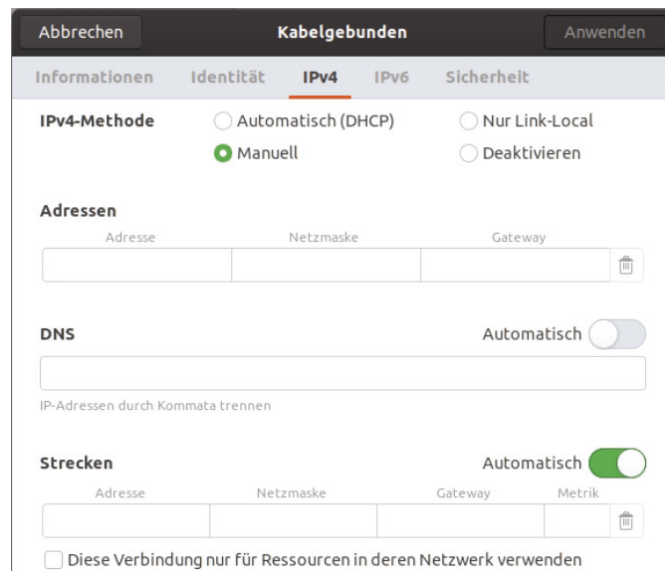 Abbrechen Kabelgebunden Anwenden
Informationen Identität IPv4 IPv6 Sicherheit
IPv4-Methode Automatisch (DHCP) Nur Link-Local
Manuell Deaktivieren
Adressen
Adresse Netzmaske Gateway
DNS Automatisch
IP-Adressen durch Kommata trennen
Strecken Automatisch
Adresse Netzmaske Gateway Metrik
Diese Verbindung nur für Ressourcen in deren Netzwerk verwenden